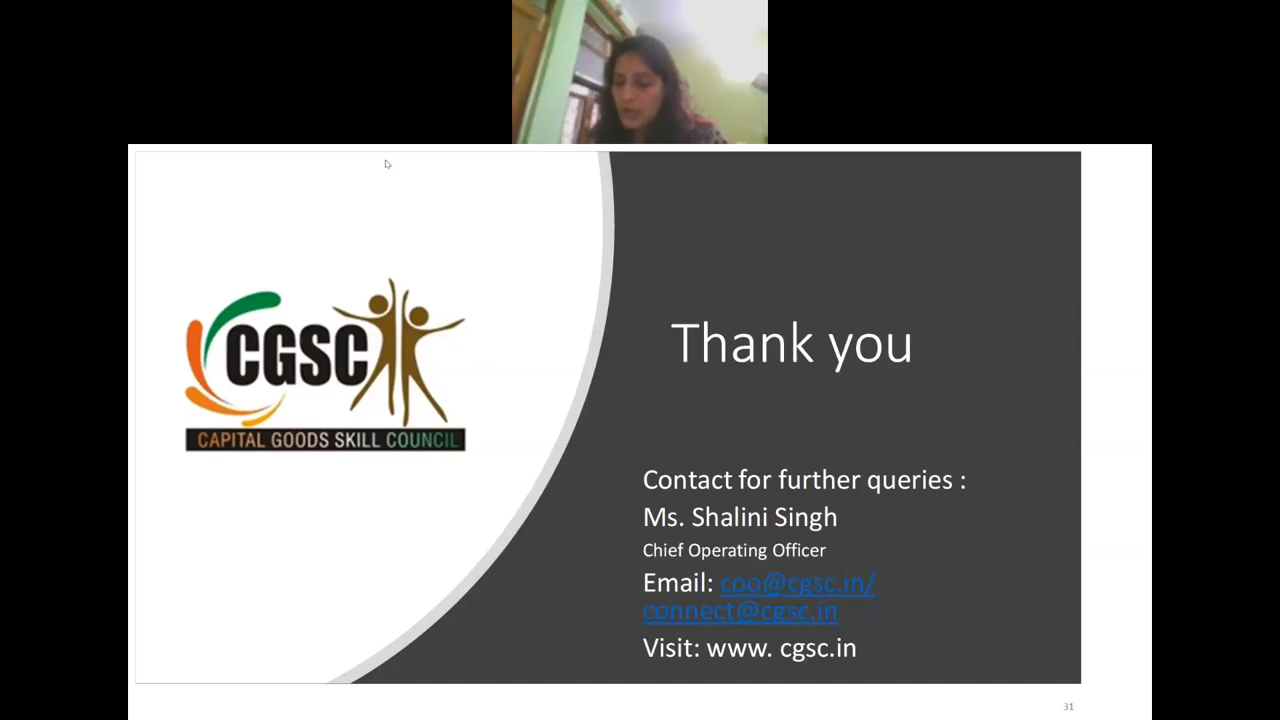 CGSC
CAPITAL GOODS SKILL COUNCIL
Thank you
Contact for further queries :
Ms. Shalini Singh
Chief Operating Officer
Email: coo@cgsc.in/
connect@cgsc.in
Visit: www. cgsc.in
31